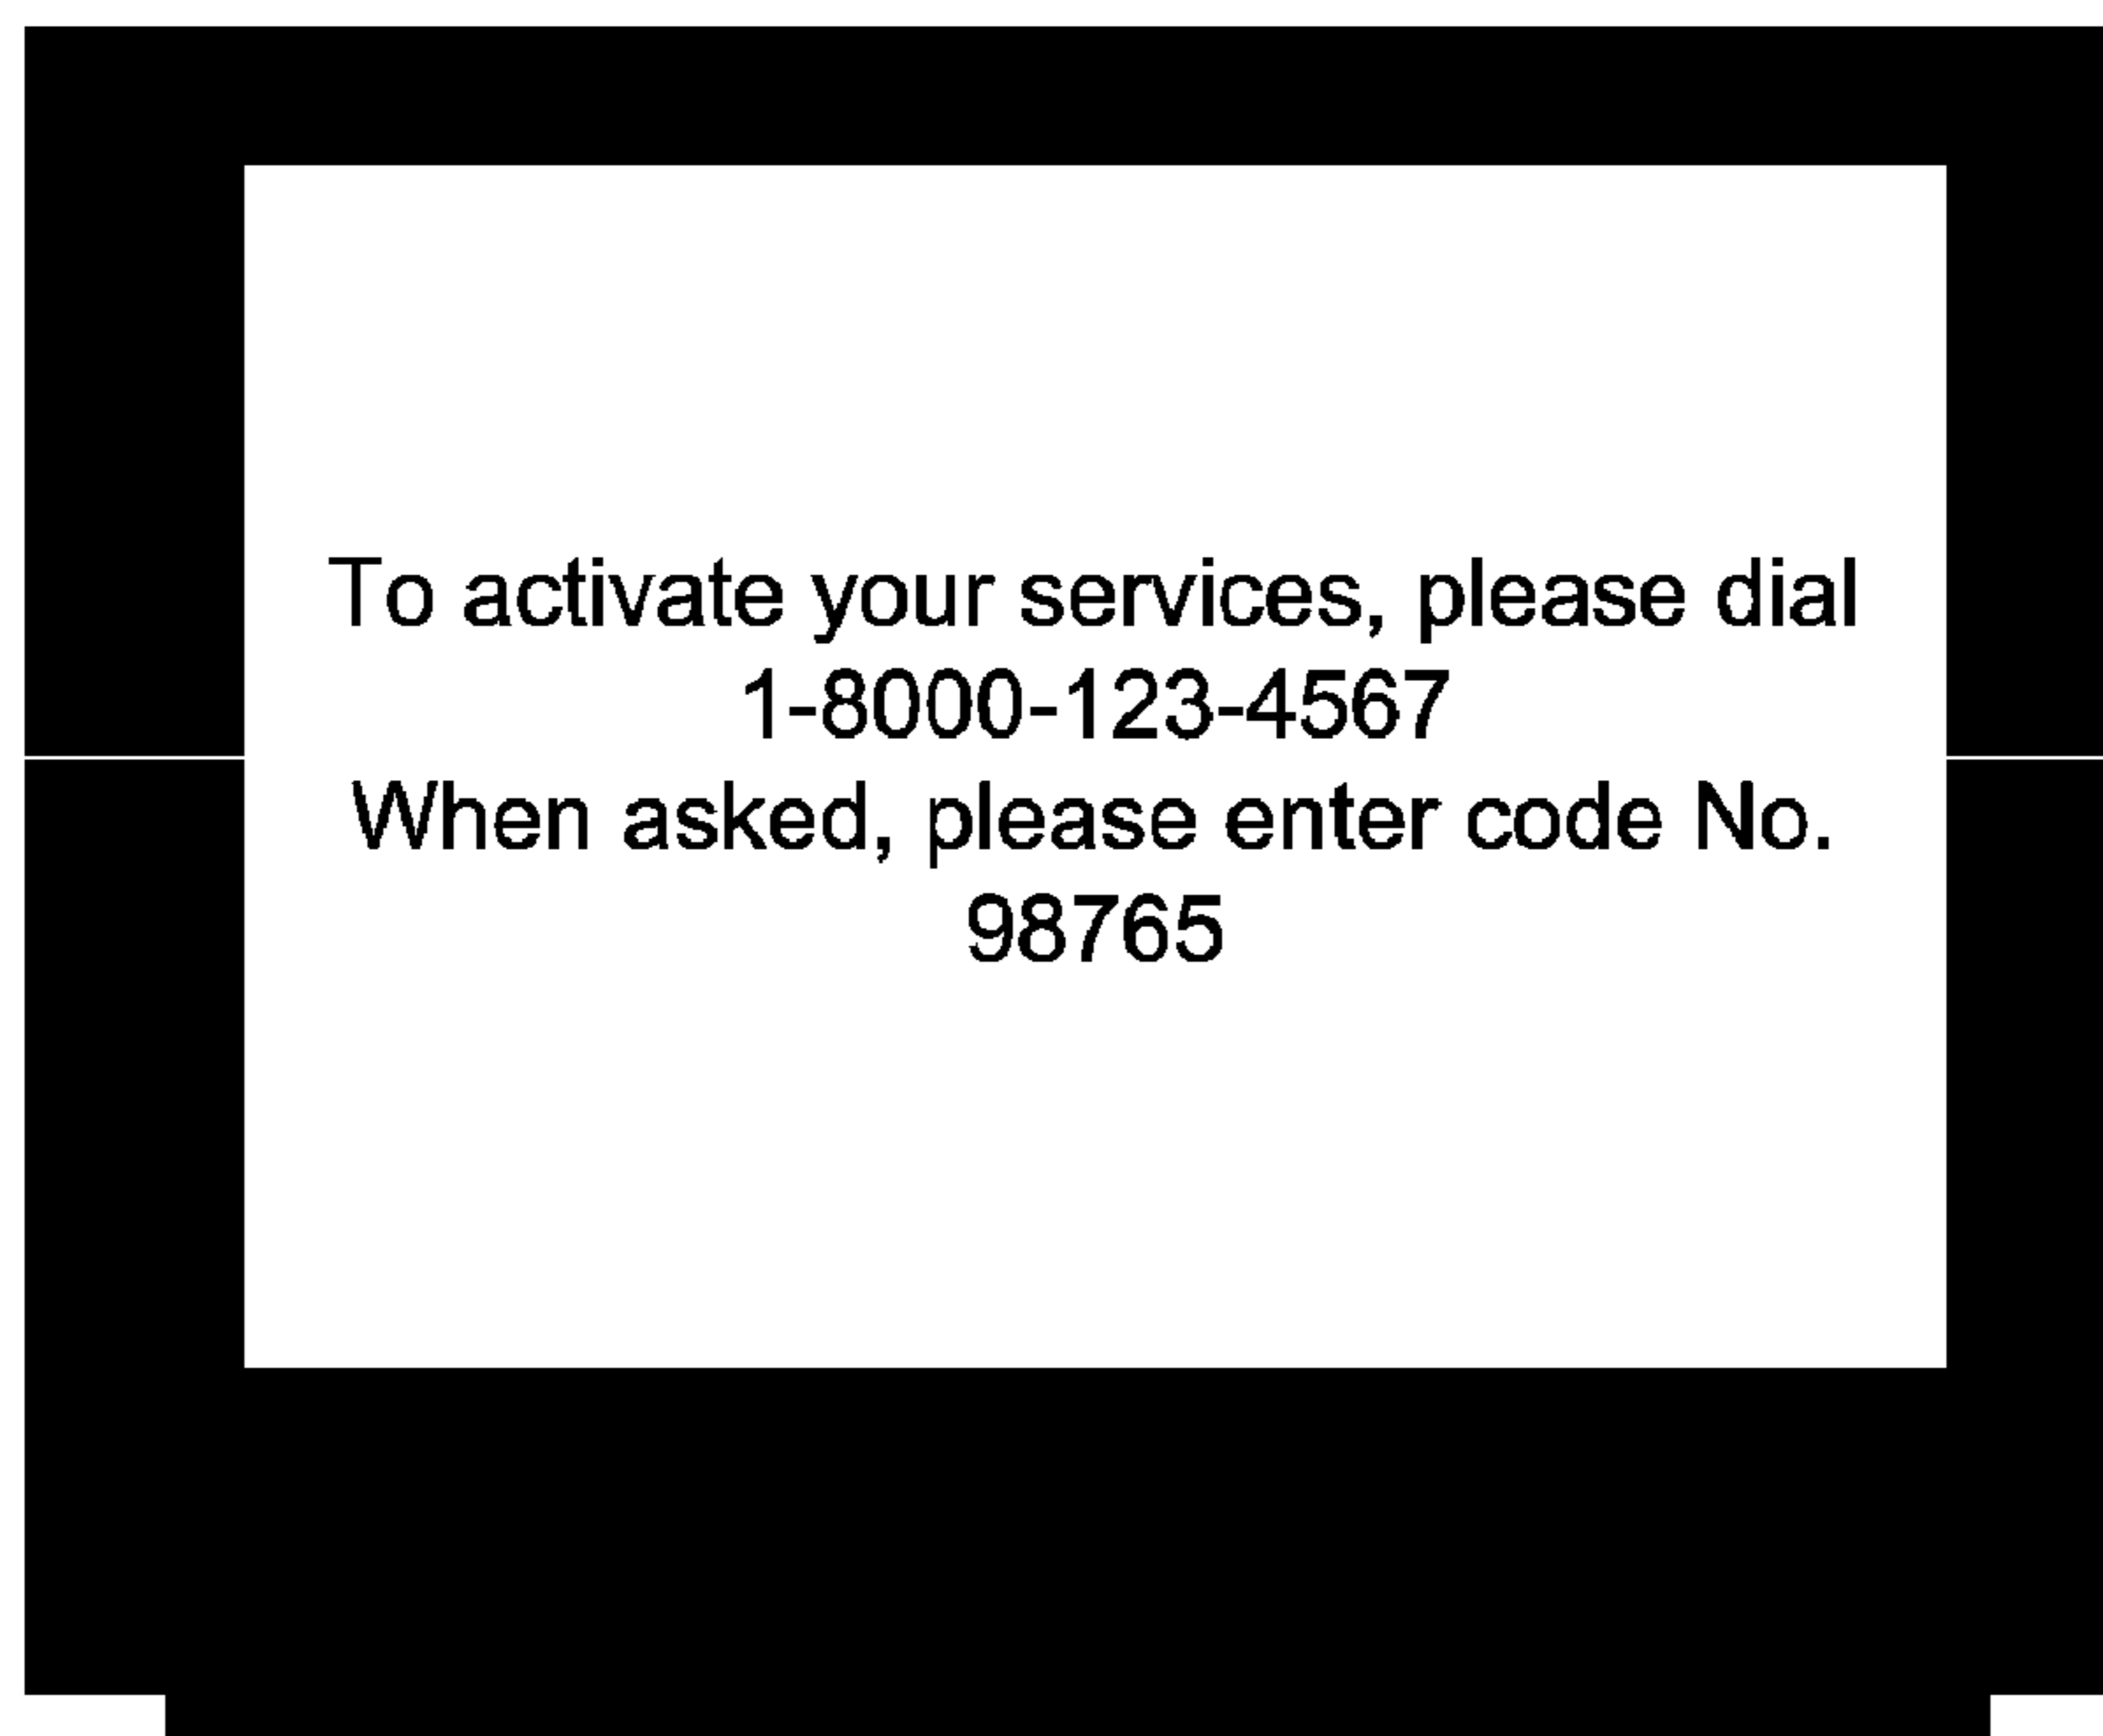 To activate your services, please dial
1-8000-123-4567
When asked, please enter code No.
98765